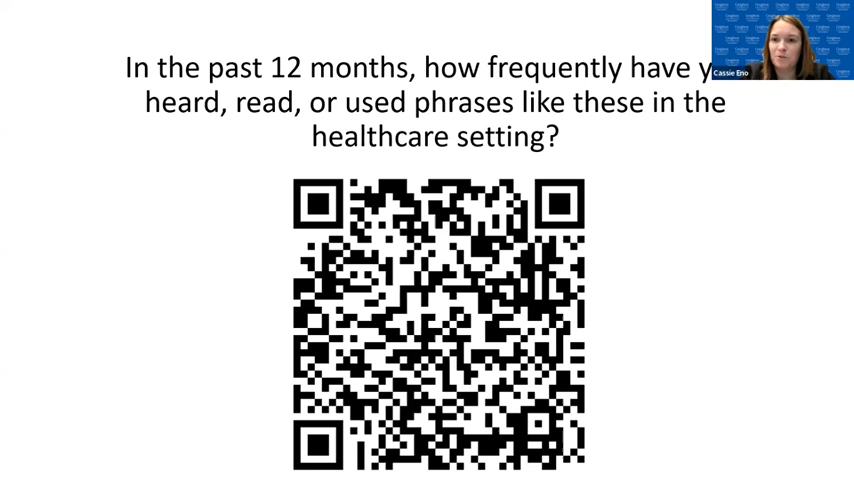 In the past 12 months, how frequently have y
heard, read, or used phrases like these in the
healthcare setting?
Cassie Eno